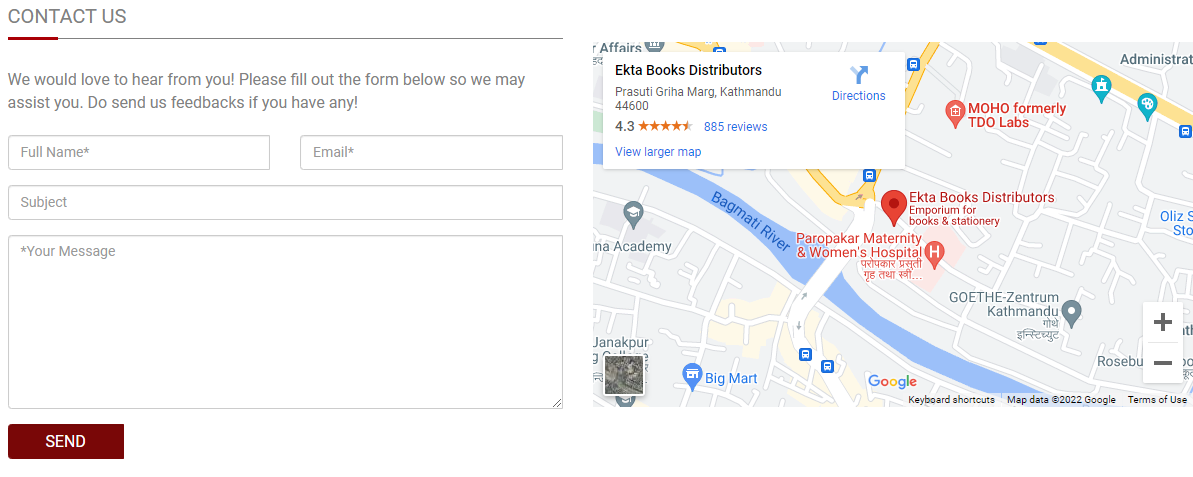 CONTACT US
We would love to hear from you! Please fill out the form below so we may
assist you. Do send us feedbacks if you have any!
Full Name*
Email*
Subject
*Your Message
SEND
r Affairs
Ekta Books Distributors
Prasuti Griha Marg, Kathmandu
44600
4.3
885 reviews
View larger map
Directions
Administrat
MOHO formerly
TDO Labs
Ekta Books Distributors
Emporium for
books & stationery
Bagmati River
Oliz S
Sto
na Academy
Paropakar Maternity
& Women's Hospital
परोपकार प्रसूती
गृह तथा स्त्री...
GOETHE-Zentrum
Kathmandu
गोथे
इन्स्टिच्युट
Janakpur
g College
Rosebu
Big Mart
Google
Keyboard shortcuts
Map data ©2022 Google
Terms of Use